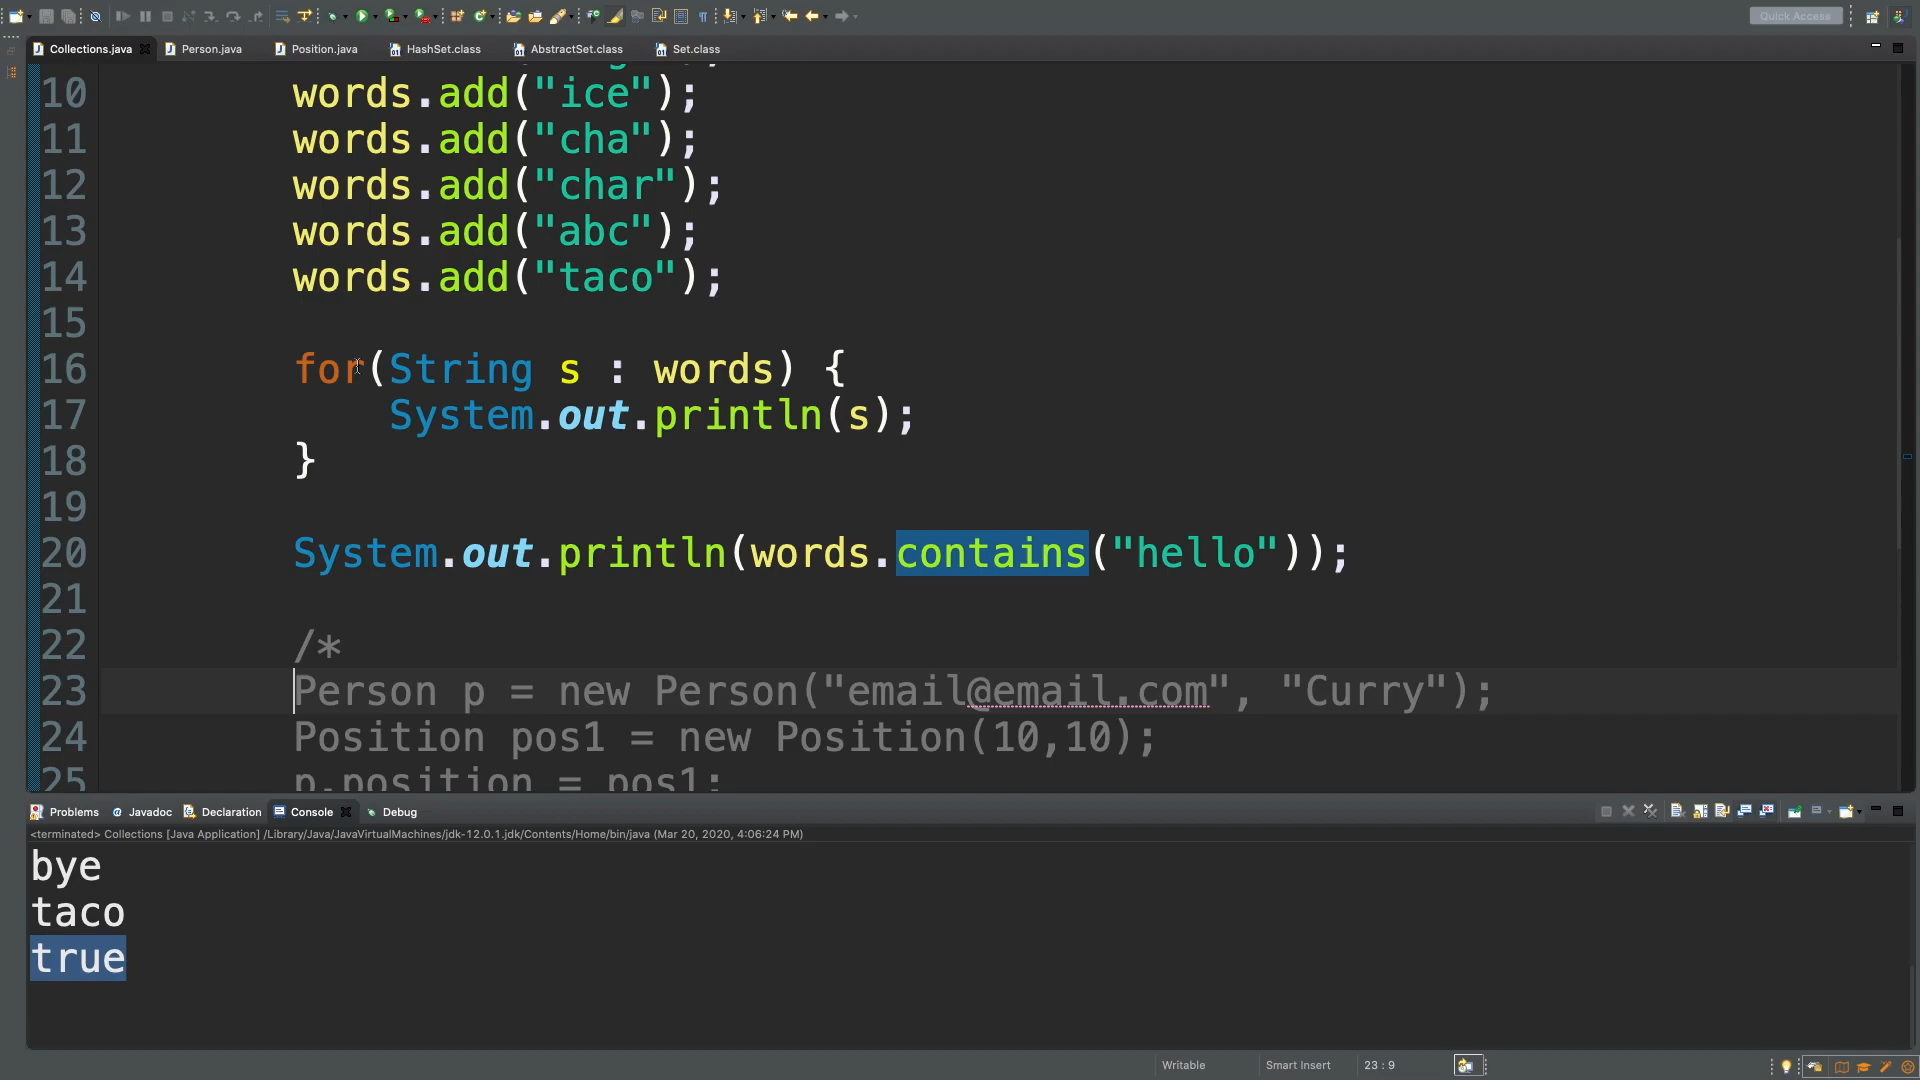 Quick Access
Collections.java
Person.java
Position.java
HashSet.class
AbstractSet.class
Set.class
10 words.add("ice");
11 words.add("cha");
12 words.add("char");
13 words.add("abc");
14 words.add("taco");
15
16 for(String s : words) {
17 System.out.println(s);
18 }
19
20 System.out.println(words.contains("hello"));
21
22 /*
23 Person p = new Person("email@email.com", "Curry");
24 Position pos1 = new Position(10,10);
25 p.position = pos1;
Problems
Javadoc
Declaration
Console
Debug
<terminated> Collections [Java Application] /Library/Java/JavaVirtualMachines/jdk-12.0.1.jdk/Contents/Home/bin/java (Mar 20, 2020, 4:06:24 PM)
bye
taco
true
Writable
Smart Insert
23 : 9